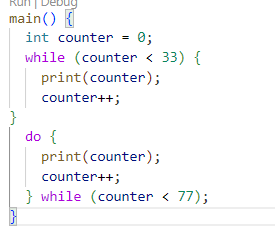 Run | Debug
main() {
  int counter = 0;
  while (counter < 33) {
    print(counter);
    counter++;
}
  do {
    print(counter);
    counter++;
  } while (counter < 77);
}